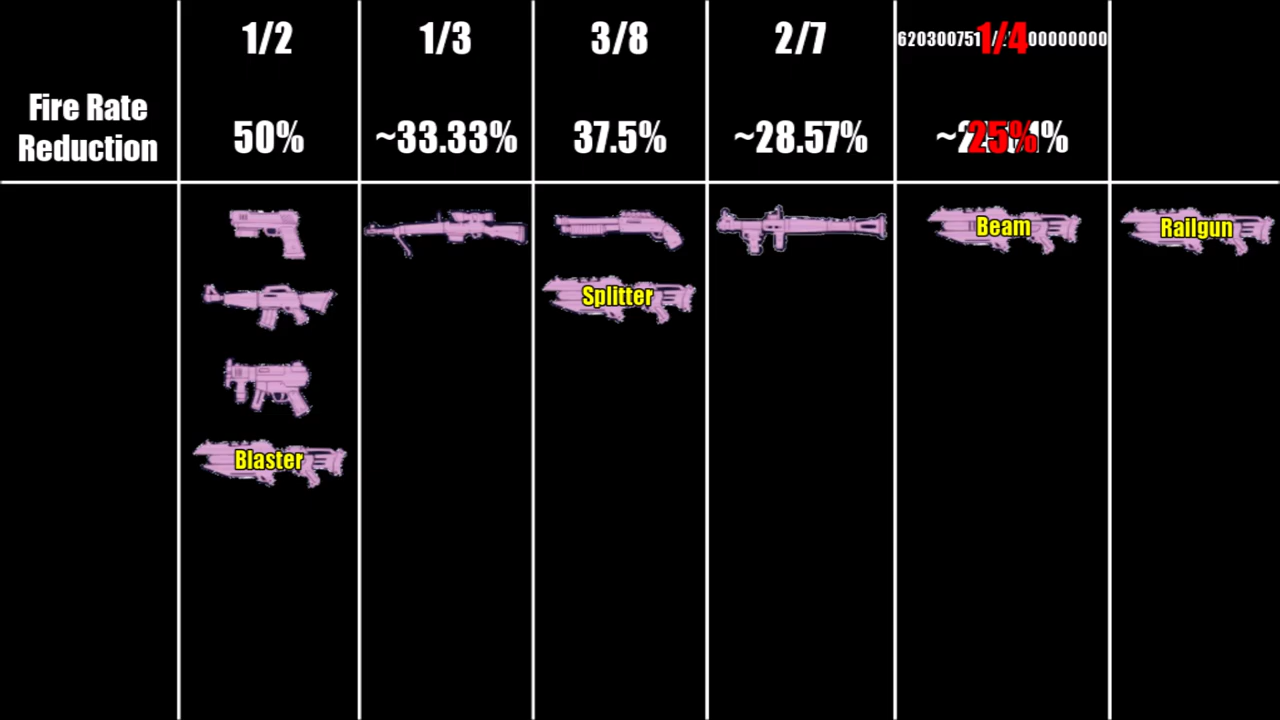 1/2 1/3 3/8 2/7 1/4
Fire Rate
Reduction
50% ~33.33% 37.5% ~28.57% 25%
Beam Railgun
Splitter
Blaster